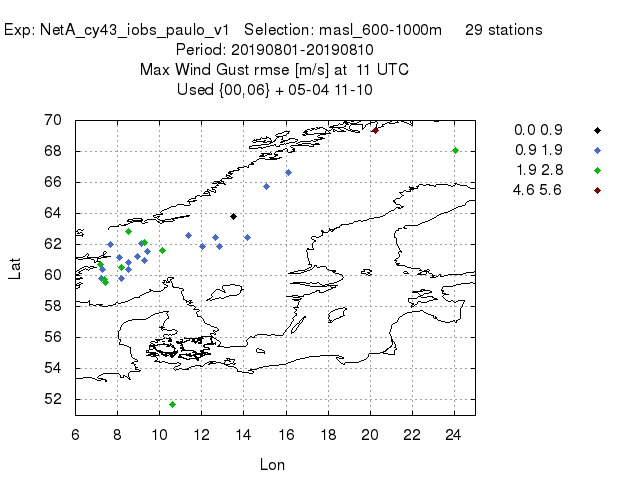 Exp: NetA_cy43_iobs_paulo_v1 Selection: masl_600-1000m 29 stations
Period: 20190801-20190810
Max Wind Gust rmse [m/s] at 11 UTC
Used {00,06} + 05-04 11-10
70
68
66
64
62
60
58
56
54
52
Lat
6 8 10 12 14 16 18 20 22 24
Lon
0.0 0.9
0.9 1.9
1.9 2.8
4.6 5.6